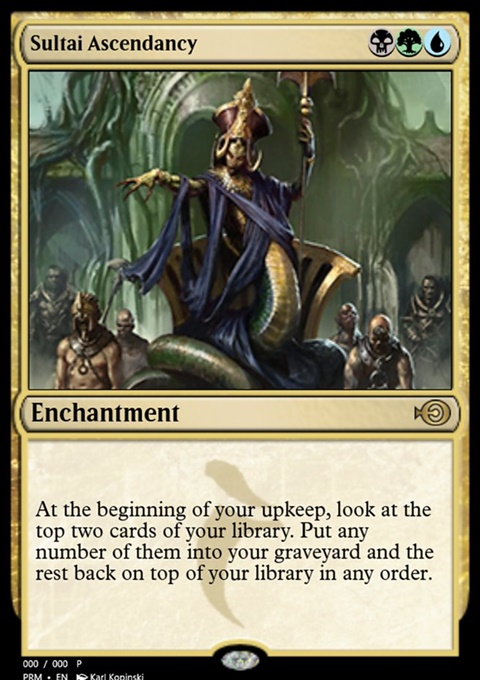 Sultai Ascendancy
Enchantment
At the beginning of your upkeep, look at the
top two cards of your library. Put any
number of them into your graveyard and the
rest back on top of your library in any order.
000 / 000 P
PRM • EN Karl Kopinski